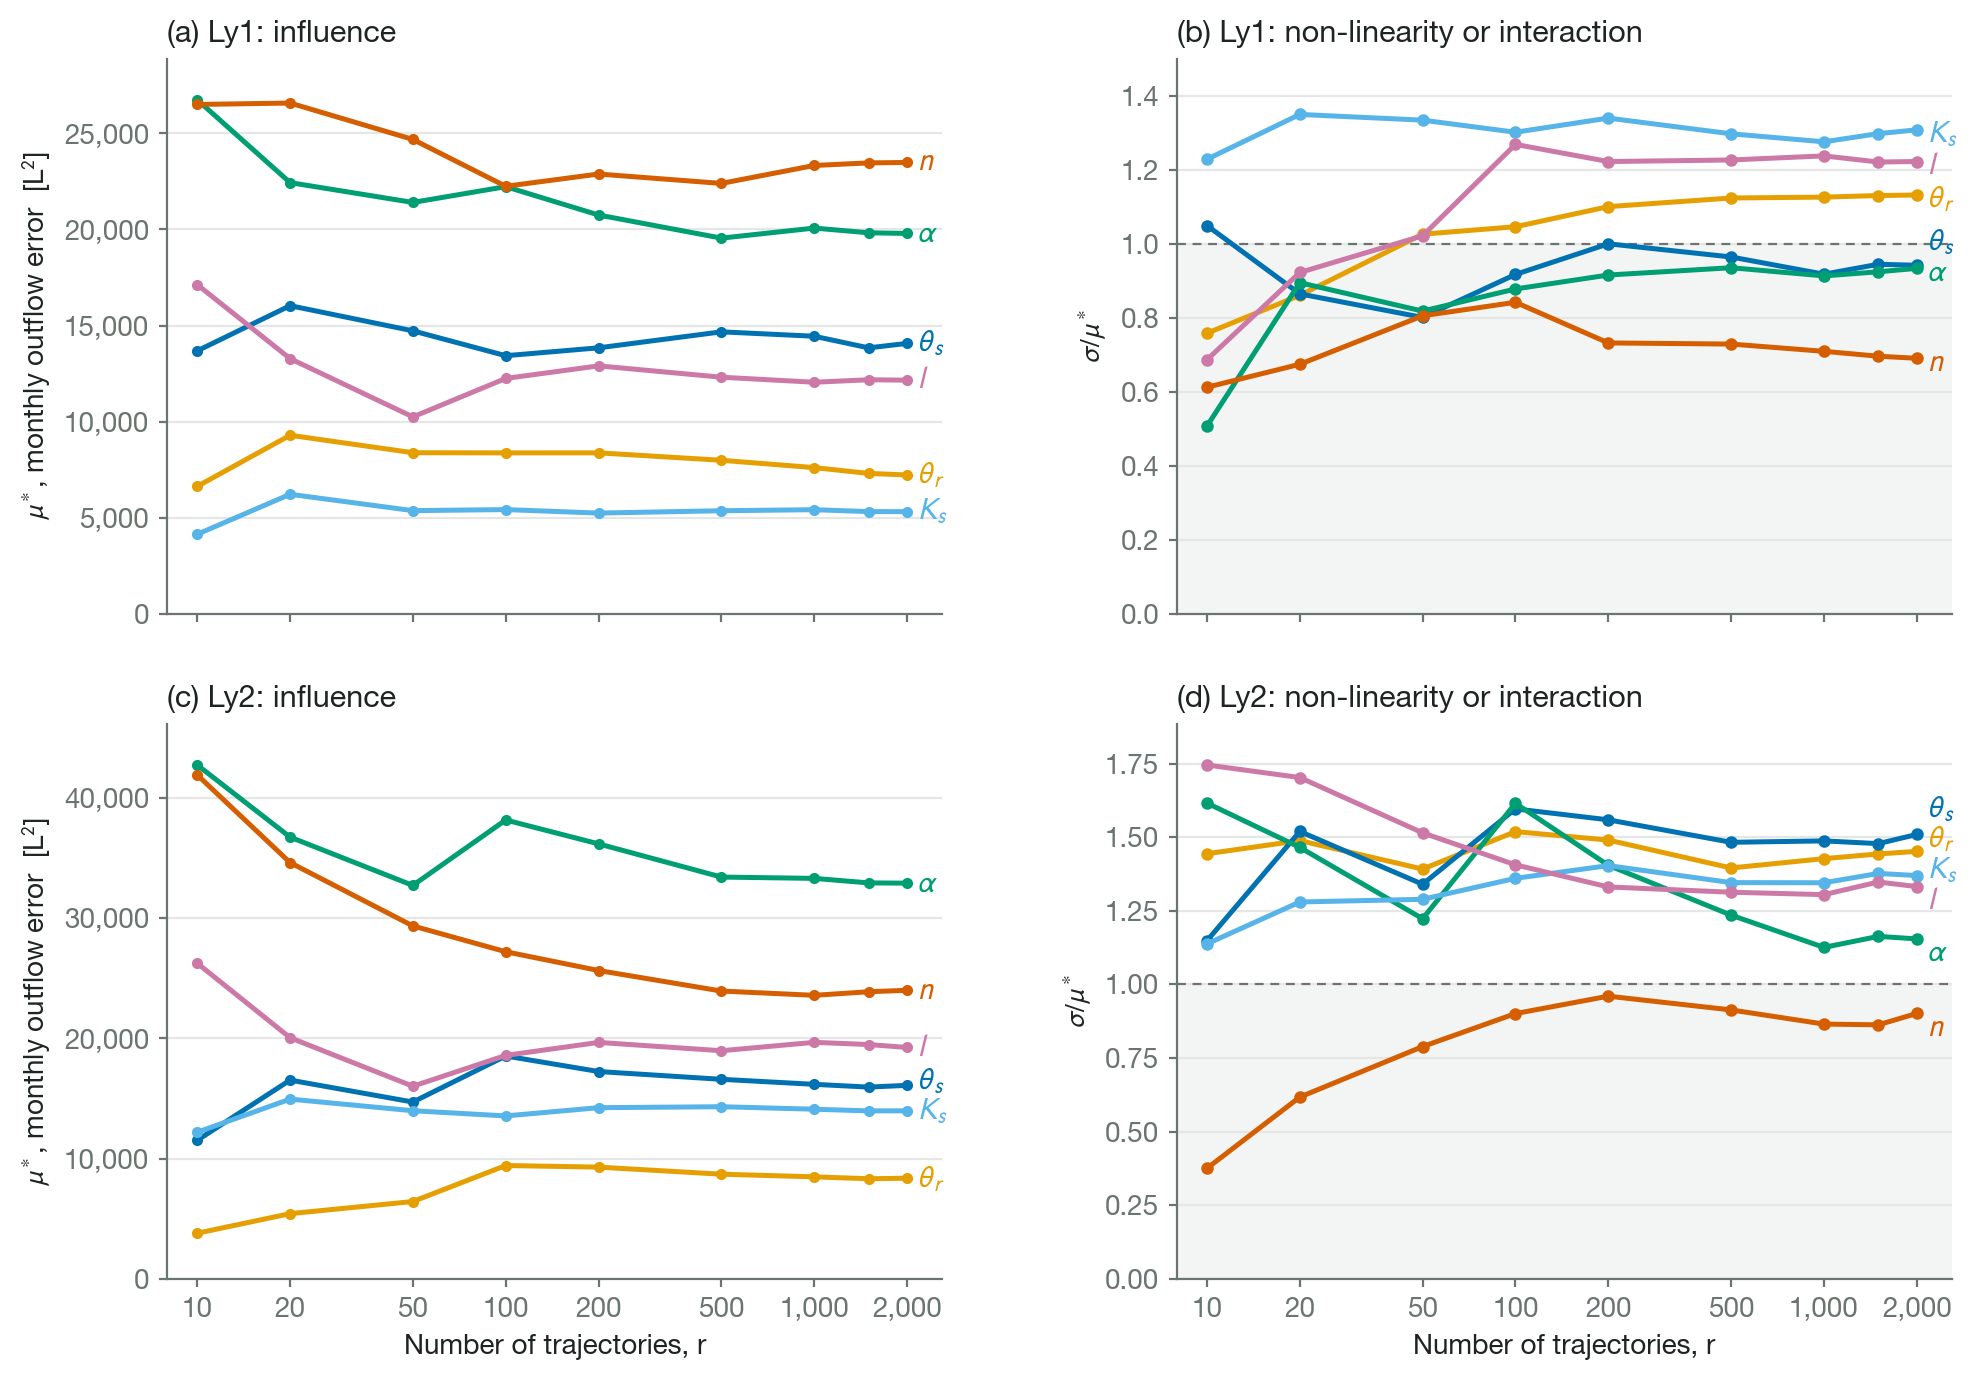 (a) Ly1: influence
μ*, monthly outflow error [L²]
25,000
20,000
15,000
10,000
5,000
0
n
α
θs
l
θr
Ks
(b) Ly1: non-linearity or interaction
σ/μ*
1.4
1.2
1.0
0.8
0.6
0.4
0.2
0.0
Ks
l
θr
θs
α
n
(c) Ly2: influence
μ*, monthly outflow error [L²]
40,000
30,000
20,000
10,000
0
α
n
l
θs
Ks
θr
10 20 50 100 200 500 1,000 2,000
Number of trajectories, r
(d) Ly2: non-linearity or interaction
σ/μ*
1.75
1.50
1.25
1.00
0.75
0.50
0.25
0.00
θs
θr
Ks
l
α
n
10 20 50 100 200 500 1,000 2,000
Number of trajectories, r